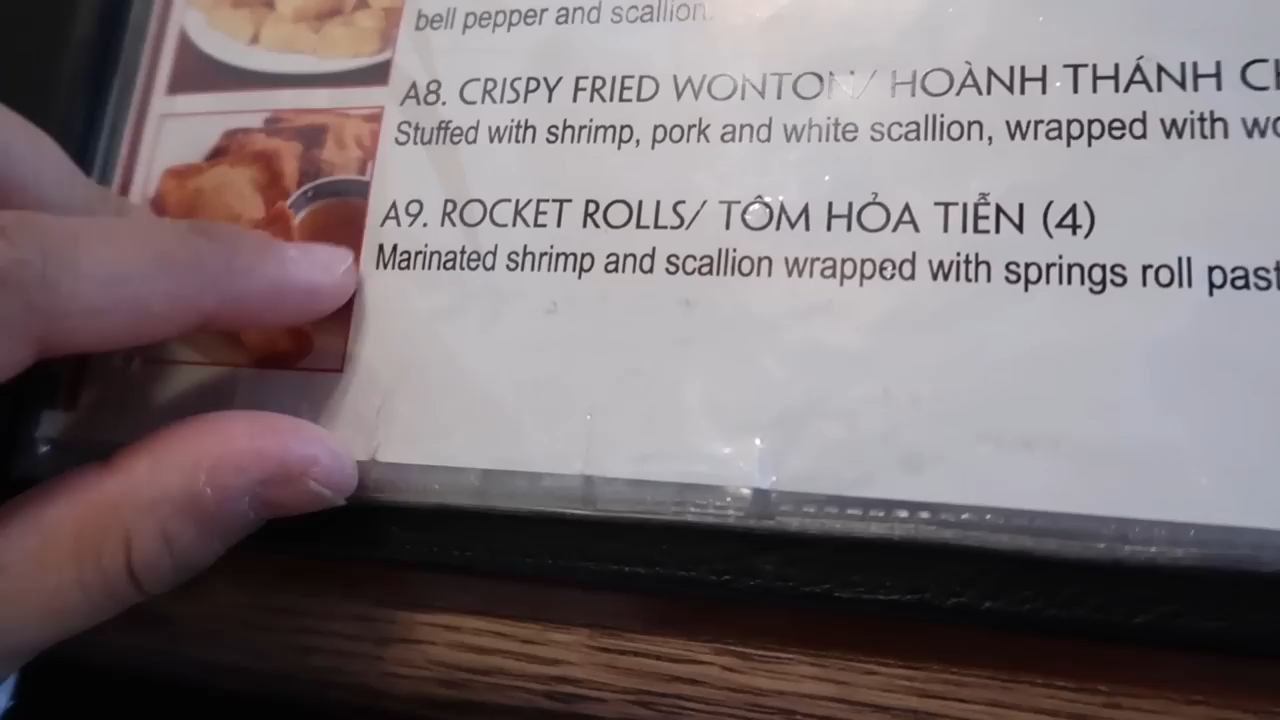 bell pepper and scallion.
A8. CRISPY FRIED WONTON/ HOÀNH THÁNH
Stuffed with shrimp, pork and white scallion, wrapped with
A9. ROCKET ROLLS/ TÔM HỎA TIỄN (4)
Marinated shrimp and scallion wrapped with springs roll